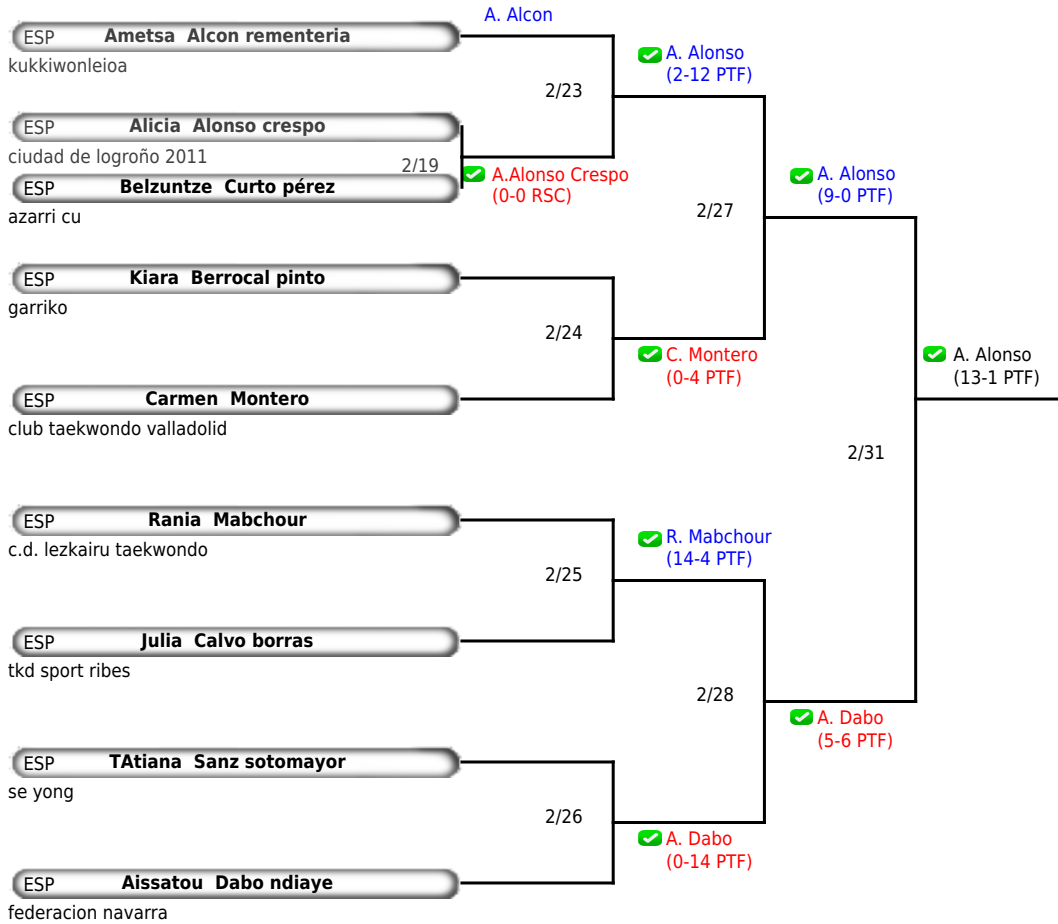 A. Alcon
ESP Ametsa Alcon rementeria
kukkiwonleioa
A. Alonso
(2-12 PTF)
2/23
ESP Alicia Alonso crespo
ciudad de logroño 2011
2/19
A.Alonso Crespo
(0-0 RSC)
ESP Belzuntze Curto pérez
azarri cu
A. Alonso
(9-0 PTF)
2/27
ESP Kiara Berrocal pinto
garriko
2/24
C. Montero
(0-4 PTF)
A. Alonso
(13-1 PTF)
ESP Carmen Montero
club taekwondo valladolid
2/31
ESP Rania Mabchour
c.d. lezkairu taekwondo
R. Mabchour
(14-4 PTF)
2/25
ESP Julia Calvo borras
tkd sport ribes
2/28
A. Dabo
(5-6 PTF)
ESP TAtiana Sanz sotomayor
se yong
2/26
A. Dabo
(0-14 PTF)
ESP Aissatou Dabo ndiaye
federacion navarra